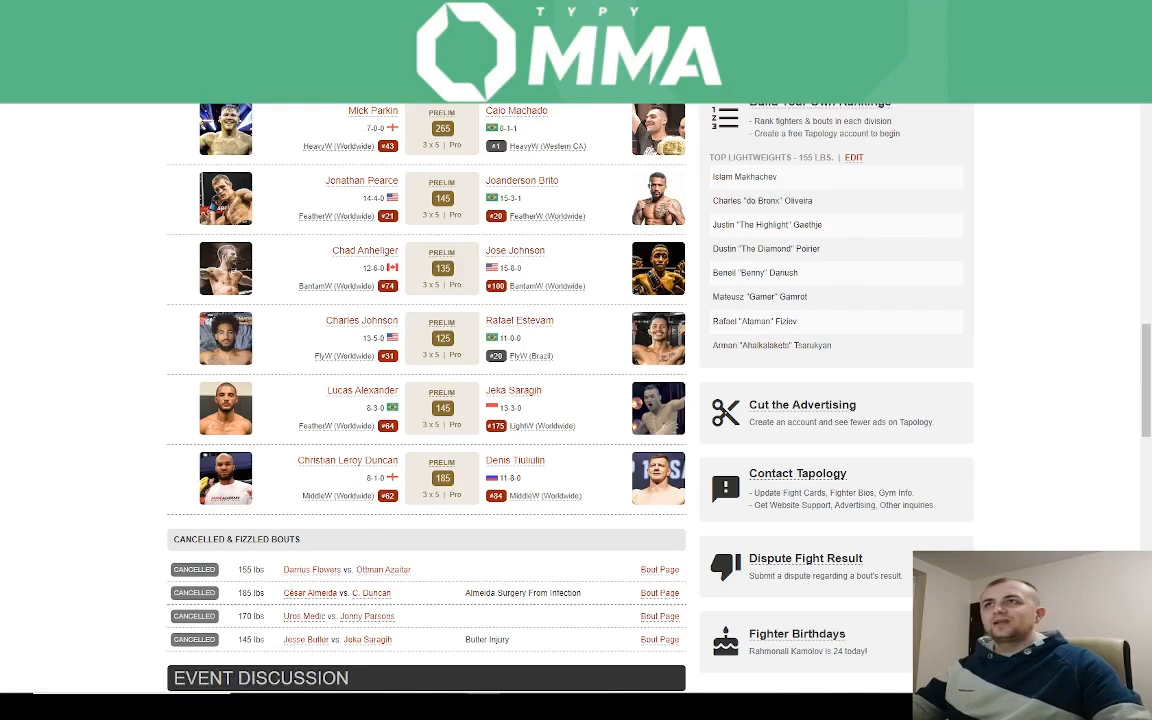 TYPY
MMA
Mick Parkin
PRELIM
Caio Machado
7-0-0
265
8-1-1
HeavyW (Worldwide) #43
3 x 5 | Pro
#1 HeavyW (Western CA)
Jonathan Pearce
PRELIM
Joanderson Brito
14-4-0
145
15-3-1
FeatherW (Worldwide) #21
3 x 5 | Pro
#20 FeatherW (Worldwide)
Chad Anheliger
PRELIM
Jose Johnson
12-6-0
135
15-8-0
BantamW (Worldwide) #74
3 x 5 | Pro
#100 BantamW (Worldwide)
Charles Johnson
PRELIM
Rafael Estevam
13-5-0
125
11-0-0
FlyW (Worldwide) #31
3 x 5 | Pro
#20 FlyW (Brazil)
Lucas Alexander
PRELIM
Jeka Saragih
8-3-0
145
13-3-0
FeatherW (Worldwide) #64
3 x 5 | Pro
#175 LightW (Worldwide)
Christian Leroy Duncan
PRELIM
Denis Tiuliulin
8-1-0
185
11-8-0
MiddleW (Worldwide) #62
3 x 5 | Pro
#84 MiddleW (Worldwide)
CANCELLED & FIZZLED BOUTS
CANCELLED 155 lbs Darrius Flowers vs. Ottman Azaitar Bout Page
CANCELLED 185 lbs César Almeida vs. C. Duncan Almeida Surgery From Infection Bout Page
CANCELLED 170 lbs Uros Medic vs. Jonny Parsons Bout Page
CANCELLED 145 lbs Jesse Butler vs. Jeka Saragih Butler Injury Bout Page
EVENT DISCUSSION
Build Your Own Rankings
1
2
3
- Rank fighters & bouts in each division
- Create a free Tapology account to begin
TOP LIGHTWEIGHTS - 155 LBS. | EDIT
Islam Makhachev
Charles "do Bronx" Oliveira
Justin "The Highlight" Gaethje
Dustin "The Diamond" Poirier
Beneil "Benny" Dariush
Mateusz "Gamer" Gamrot
Rafael "Ataman" Fiziev
Arman "Ahalkalakets" Tsarukyan
Cut the Advertising
Create an account and see fewer ads on Tapology.
Contact Tapology
- Update Fight Cards, Fighter Bios, Gym Info.
- Get Website Support, Advertising, Other inquiries.
Dispute Fight Result
Submit a dispute regarding a bout's result.
Fighter Birthdays
Rahmonali Kamolov is 24 today!